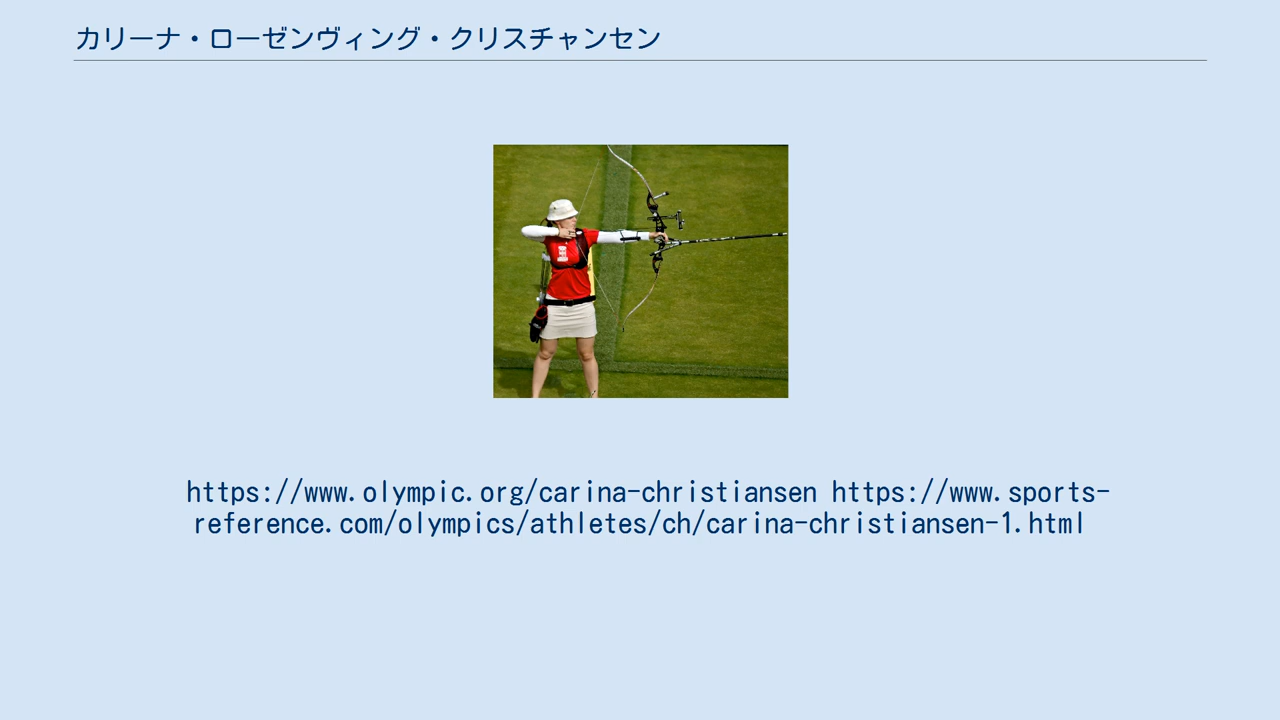 カリーナ・ローゼンヴィング・クリスチャンセン
https://www.olympic.org/carina-christiansen https://www.sports-
reference.com/olympics/athletes/ch/carina-christiansen-1.html